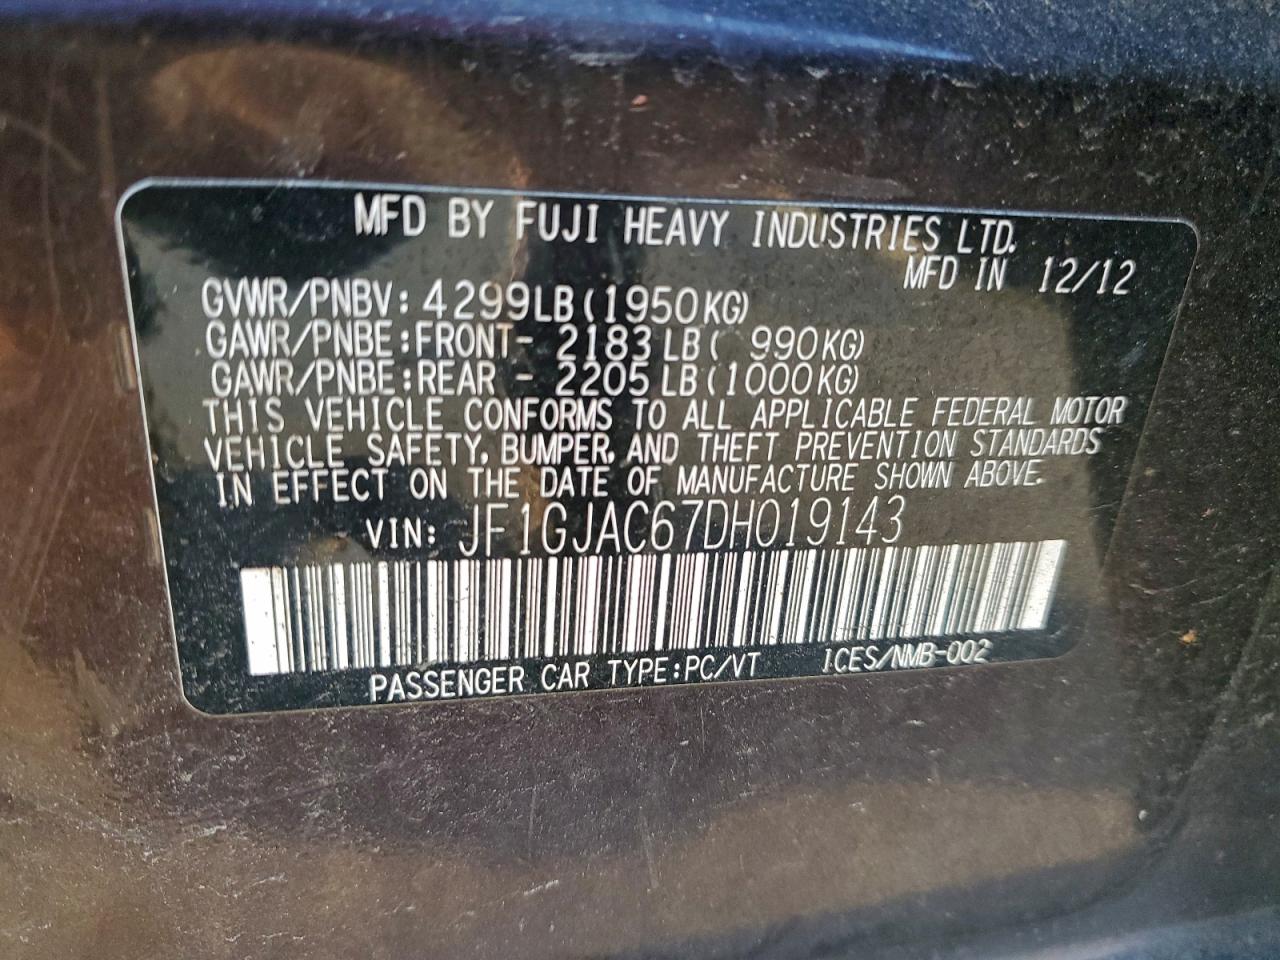 MFD BY FUJI HEAVY INDUSTRIES LTD.
MFD IN 12/12
GVWR/PNBV: 4299LB (1950KG)
GAWR/PNBE:FRONT- 2183LB( 990KG)
GAWR/PNBE:REAR - 2205LB(1000KG)
THIS VEHICLE CONFORMS TO ALL APPLICABLE FEDERAL MOTOR
VEHICLE SAFETY, BUMPER, AND THEFT PREVENTION STANDARDS
IN EFFECT ON THE DATE OF MANUFACTURE SHOWN ABOVE.
VIN: JF1GJAC67DH019143
PASSENGER CAR TYPE:PC/VT ICES/NMB-002